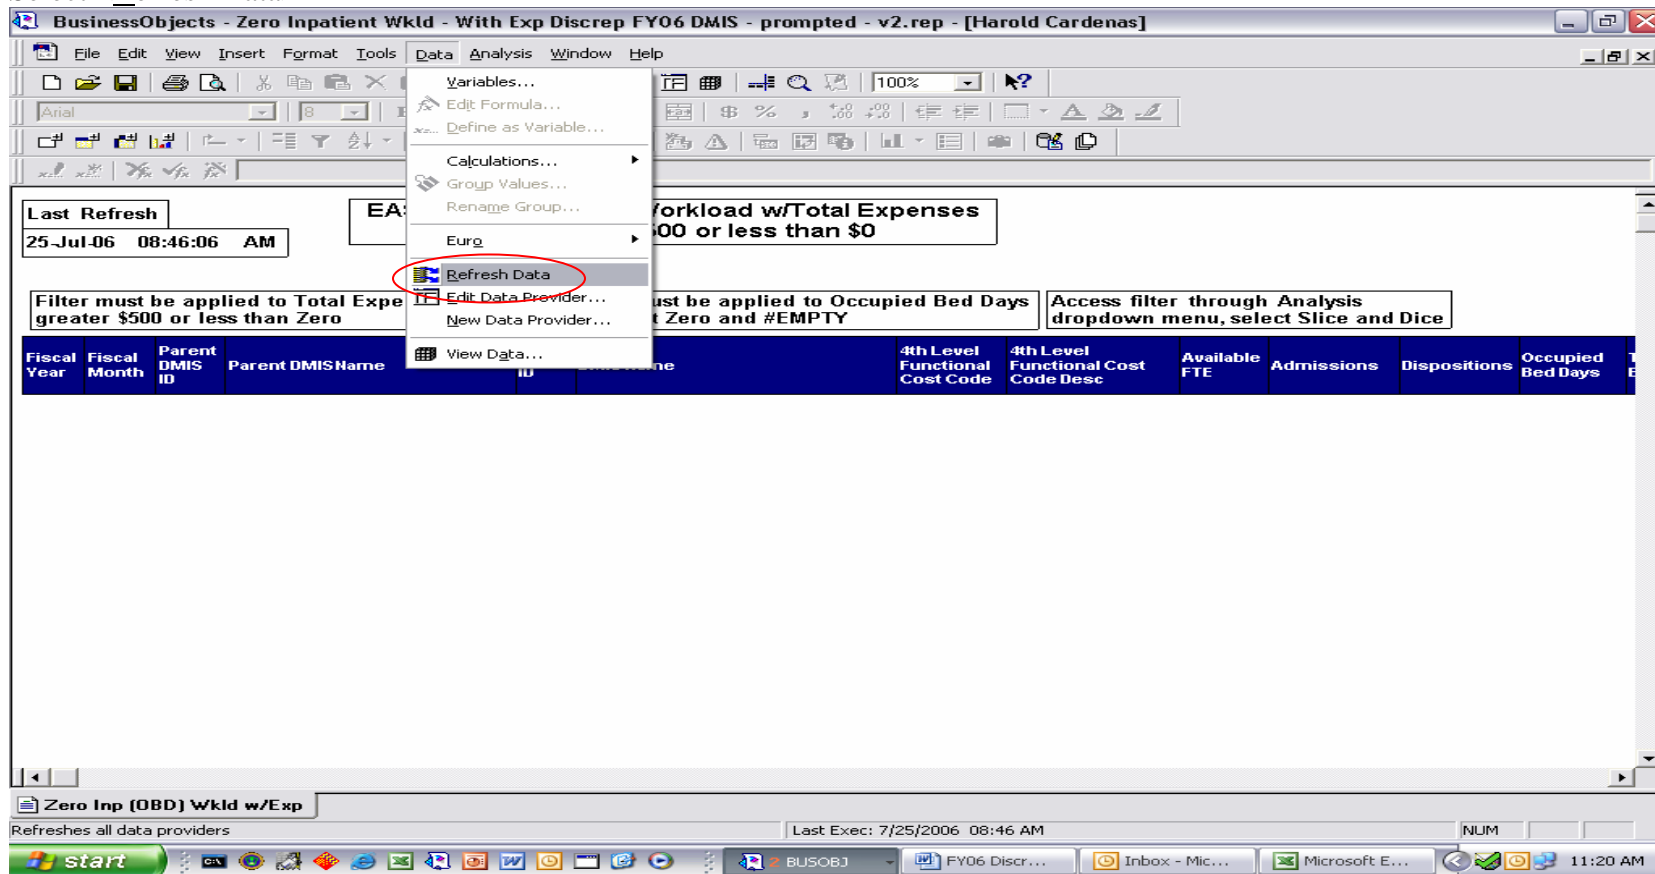 BusinessObjects - Zero Inpatient Wkld - With Exp Discrep FY06 DMIS - prompted - v2.rep - [Harold Cardenas]
File Edit View Insert Format Tools Data Analysis Window Help
100%
Arial 8
Variables...
Edit Formula...
Define as Variable...
Calculations...
Group Values...
Rename Group...
Euro
Refresh Data
Edit Data Provider...
New Data Provider...
View Data...
Last Refresh
25-Jul-06 08:46:06 AM
EA
orkload w/Total Expenses
00 or less than $0
Filter must be applied to Total Expe
greater $500 or less than Zero
ust be applied to Occupied Bed Days
t Zero and #EMPTY
Access filter through Analysis
dropdown menu, select Slice and Dice
Fiscal Year
Fiscal Month
Parent DMIS ID
Parent DMIS Name
ID
4th Level Functional Cost Code
4th Level Functional Cost Code Desc
Available FTE
Admissions
Dispositions
Occupied Bed Days
Zero Inp (OBD) Wkld w/Exp
Refreshes all data providers
Last Exec: 7/25/2006 08:46 AM
NUM
start
2 BUSOBJ
FY06 Discr...
Inbox - Mic...
Microsoft E...
11:20 AM